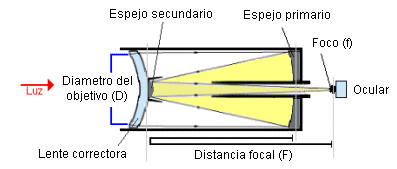 Espejo secundario
Espejo primario
Foco (f)
Diametro del
objetivo (D)
Luz
Ocular
Lente correctora
Distancia focal (F)